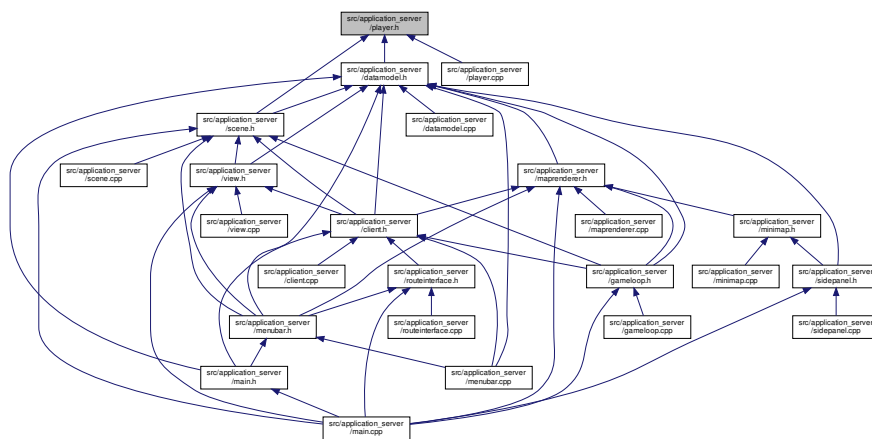 src/application_server
/player.h
src/application_server
/datamodel.h
src/application_server
/player.cpp
src/application_server
/scene.h
src/application_server
/datamodel.cpp
src/application_server
/scene.cpp
src/application_server
/view.h
src/application_server
/maprenderer.h
src/application_server
/view.cpp
src/application_server
/client.h
src/application_server
/maprenderer.cpp
src/application_server
/minimap.h
src/application_server
/client.cpp
src/application_server
/routeinterface.h
src/application_server
/gameloop.h
src/application_server
/minimap.cpp
src/application_server
/sidepanel.h
src/application_server
/menubar.h
src/application_server
/routeinterface.cpp
src/application_server
/gameloop.cpp
src/application_server
/sidepanel.cpp
src/application_server
/main.h
src/application_server
/menubar.cpp
src/application_server
/main.cpp